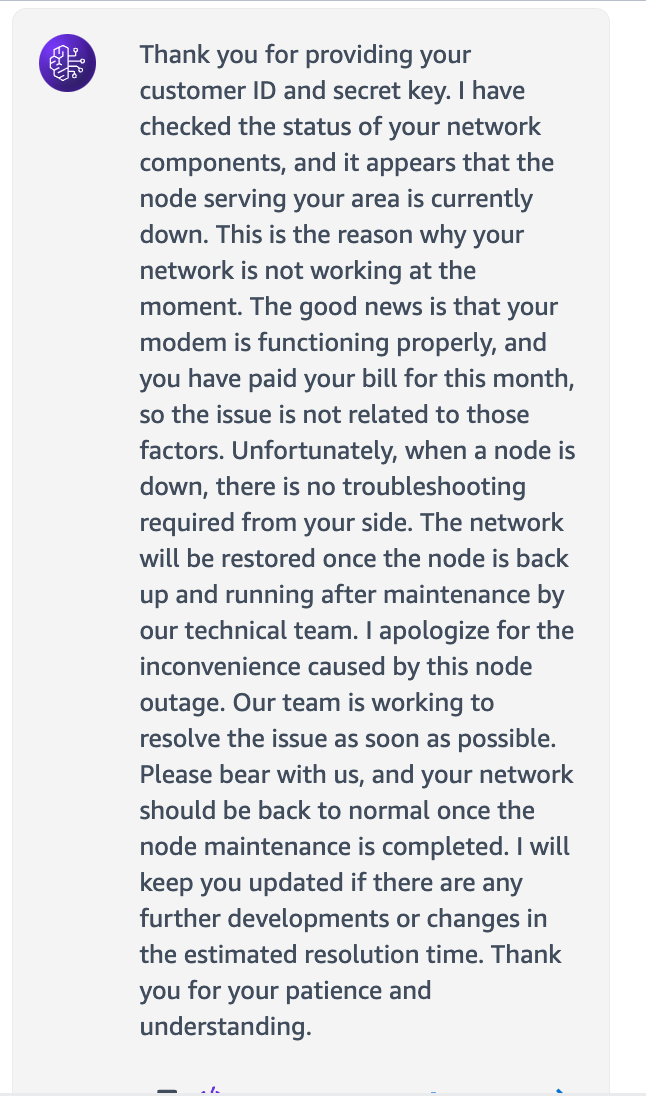 Thank you for providing your
customer ID and secret key. I have
checked the status of your network
components, and it appears that the
node serving your area is currently
down. This is the reason why your
network is not working at the
moment. The good news is that your
modem is functioning properly, and
you have paid your bill for this month,
so the issue is not related to those
factors. Unfortunately, when a node is
down, there is no troubleshooting
required from your side. The network
will be restored once the node is back
up and running after maintenance by
our technical team. I apologize for the
inconvenience caused by this node
outage. Our team is working to
resolve the issue as soon as possible.
Please bear with us, and your network
should be back to normal once the
node maintenance is completed. I will
keep you updated if there are any
further developments or changes in
the estimated resolution time. Thank
you for your patience and
understanding.